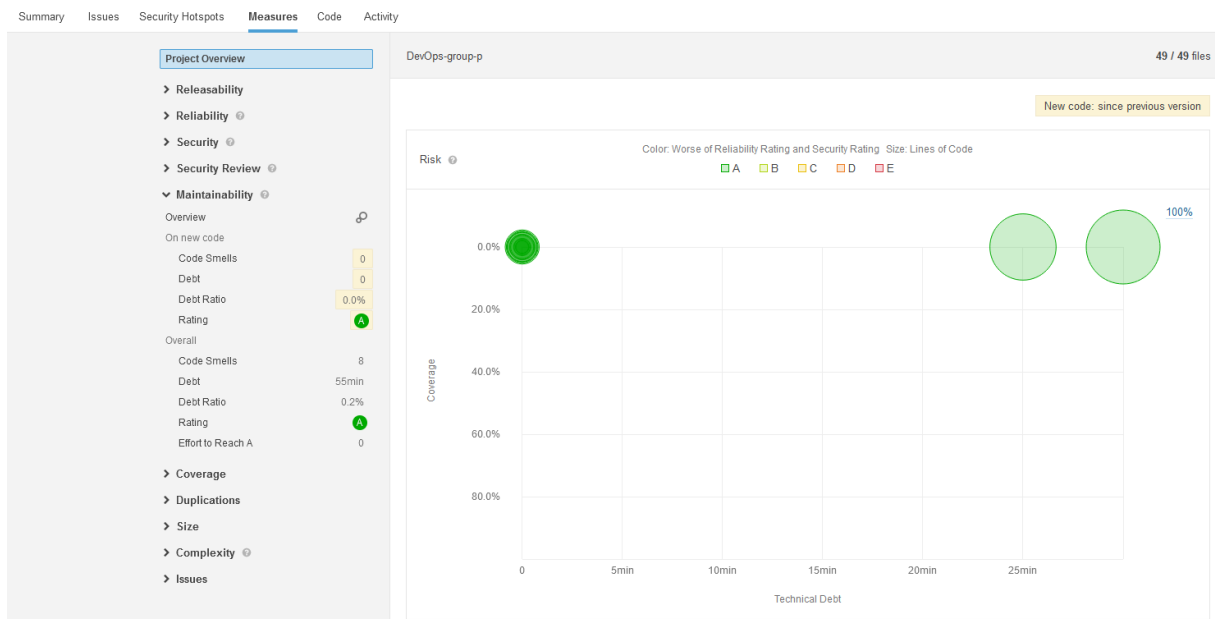 Summary Issues Security Hotspots Measures Code Activity
Project Overview
Releasability
Reliability
Security
Security Review
Maintainability
Overview
On new code
Code Smells 0
Debt 0
Debt Ratio 0.0%
Rating A
Overall
Code Smells 8
Debt 55min
Debt Ratio 0.2%
Rating A
Effort to Reach A 0
Coverage
Duplications
Size
Complexity
Issues
DevOps-group-p 49 / 49 files
New code: since previous version
Risk
Color: Worse of Reliability Rating and Security Rating Size: Lines of Code
A B C D E
100%
0.0%
20.0%
40.0%
60.0%
80.0%
Coverage
0 5min 10min 15min 20min 25min
Technical Debt